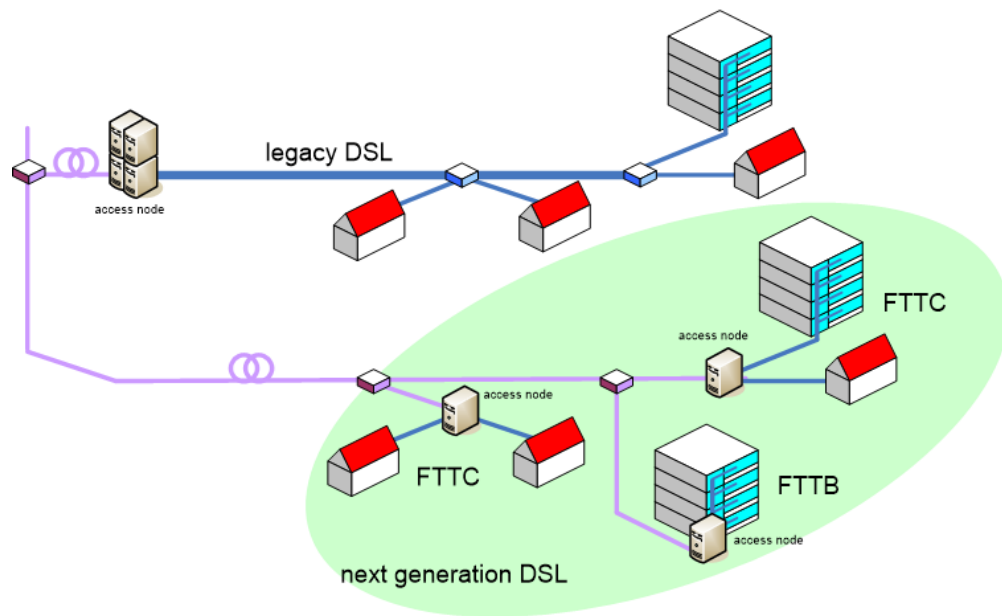 legacy DSL
access node
FTTC
access node
access node
FTTC
FTTB
access node
next generation DSL